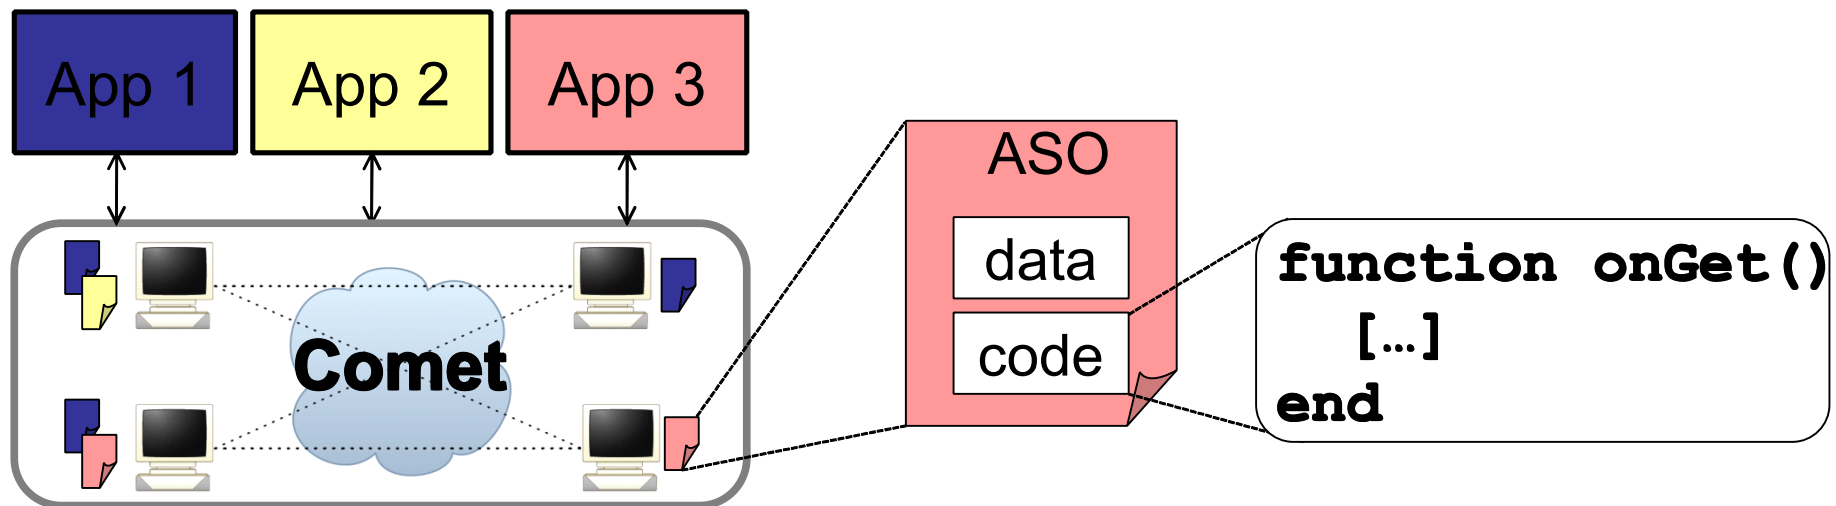 App 1
App 2
App 3
Comet
ASO
data
code
function onGet()
[...]
end